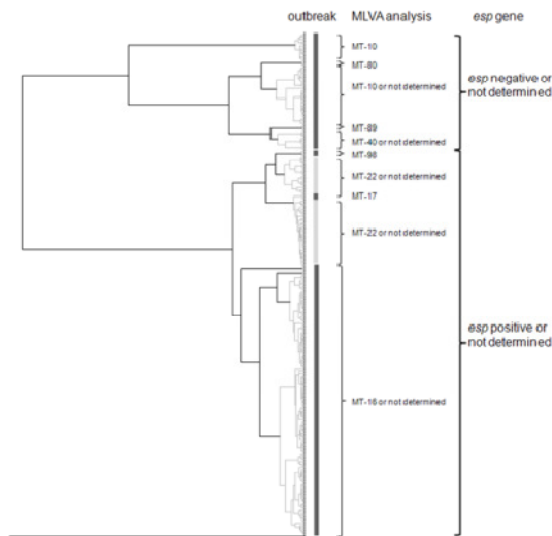 outbreak MLVA analysis esp gene
MT-10
MT-80
MT-10 or not determined
esp negative or
not determined
MT-89
MT-40 or not determined
MT-98
MT-22 or not determined
MT-17
MT-22 or not determined
esp positive or
not determined
MT-16 or not determined